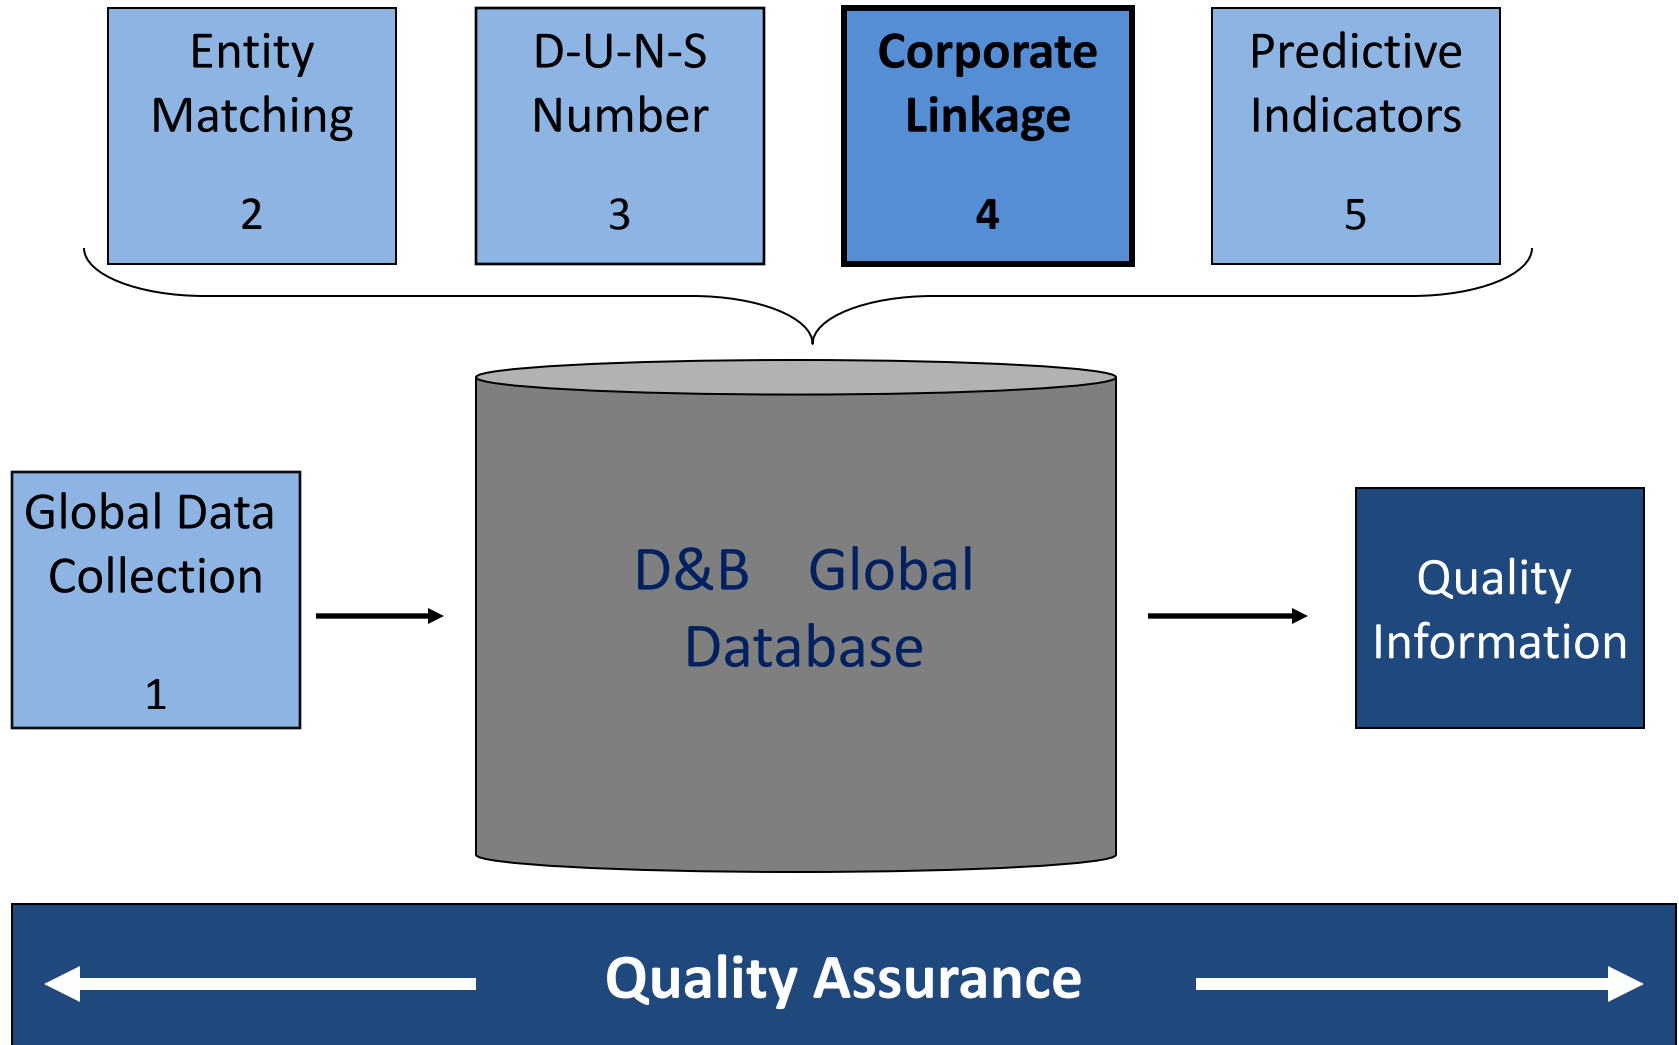 Entity
Matching
2
D-U-N-S
Number
3
Corporate
Linkage
4
Predictive
Indicators
5
Global Data
Collection
1
D&B Global
Database
Quality
Information
Quality Assurance